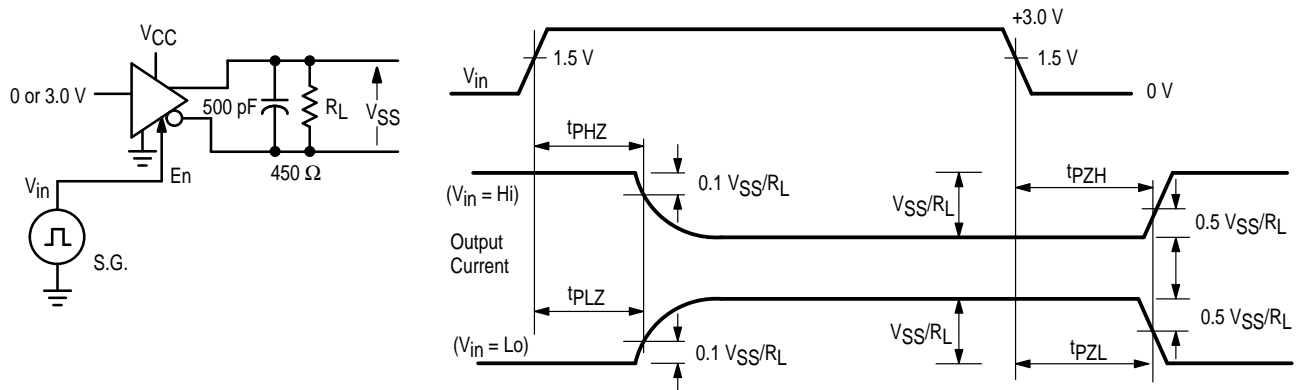 VCC
0 or 3.0 V
500 pF
RL
VSS
450 Ω
Vin
En
S.G.
+3.0 V
1.5 V
1.5 V
Vin
0 V
tPHZ
(Vin = Hi)
0.1 VSS/RL
VSS/RL
tPZH
0.5 VSS/RL
Output
Current
tPLZ
(Vin = Lo)
0.1 VSS/RL
VSS/RL
tPZL
0.5 VSS/RL